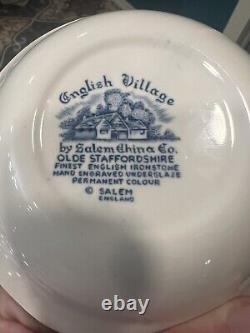 English Village
by Salem China Co.
OLDE STAFFORDSHIRE
FINEST ENGLISH IRONSTONE
HAND ENGRAVED UNDERGLAZE
PERMANENT COLOUR
© SALEM
ENGLAND